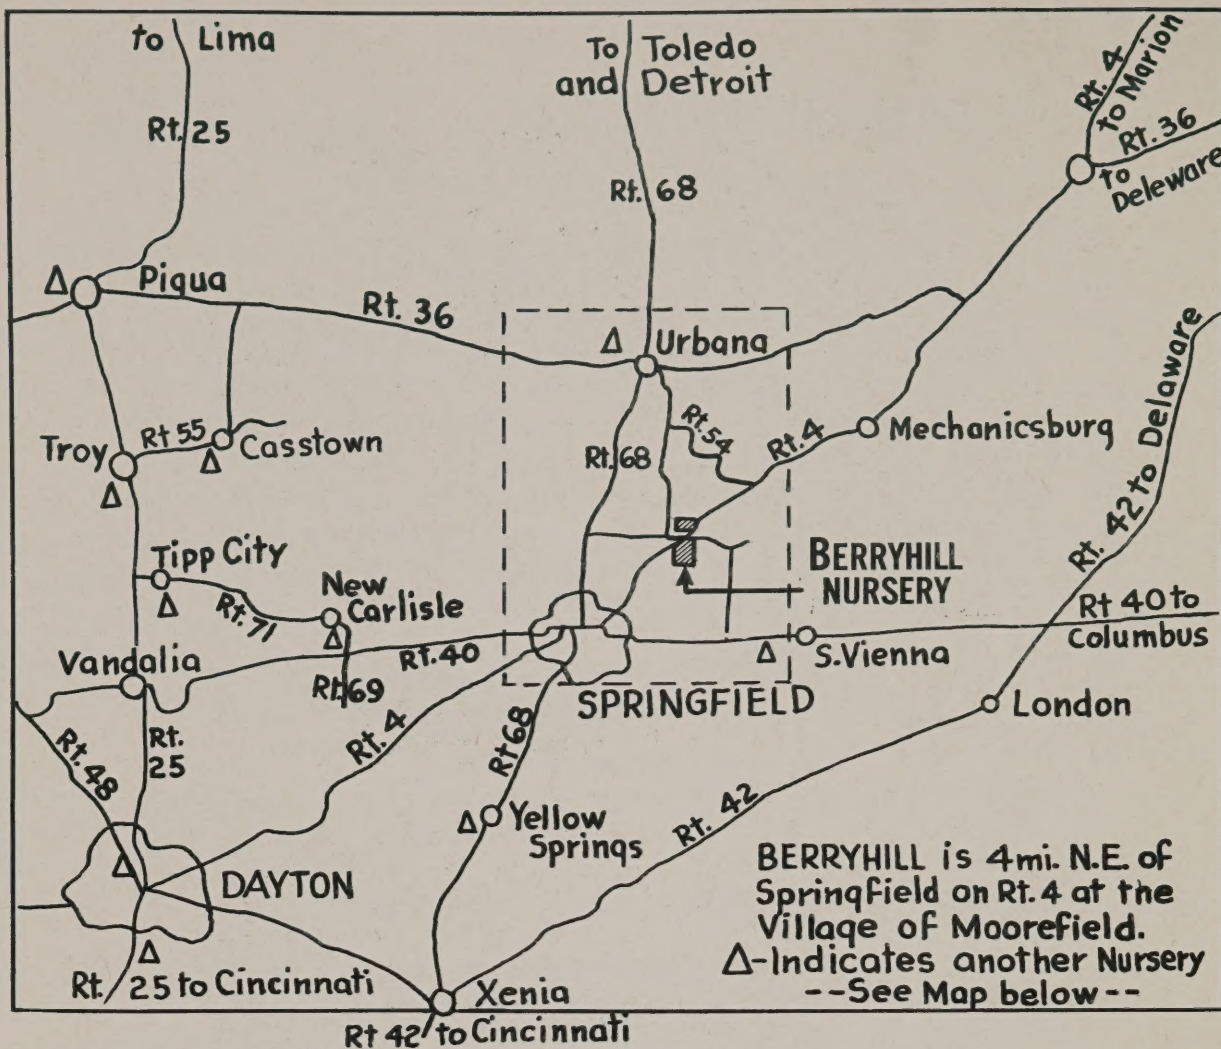 to Lima
To Toledo
and Detroit
Rt. 4
to Marion
Rt. 36
to
Deleware
Rt. 25
Rt. 68
Piqua
Rt. 36
Urbana
Rt. 42 to Delaware
Troy
Rt 55
Casstown
Rt. 68
Rt. 54
Rt. 4
Mechanicsburg
Tipp City
Rt. 71
New
Carlisle
BERRYHILL
NURSERY
Rt 40 to
Columbus
Vandalia
Rt. 69
Rt. 40
S. Vienna
SPRINGFIELD
London
Rt. 48
Rt.
25
Rt. 4
Rt 68
Yellow
Springs
Rt. 42
DAYTON
BERRYHILL is 4mi. N.E. of
Springfield on Rt. 4 at the
Village of Moorefield.
Δ-Indicates another Nursery
--See Map below--
Rt. 25 to Cincinnati
Xenia
Rt 42 to Cincinnati